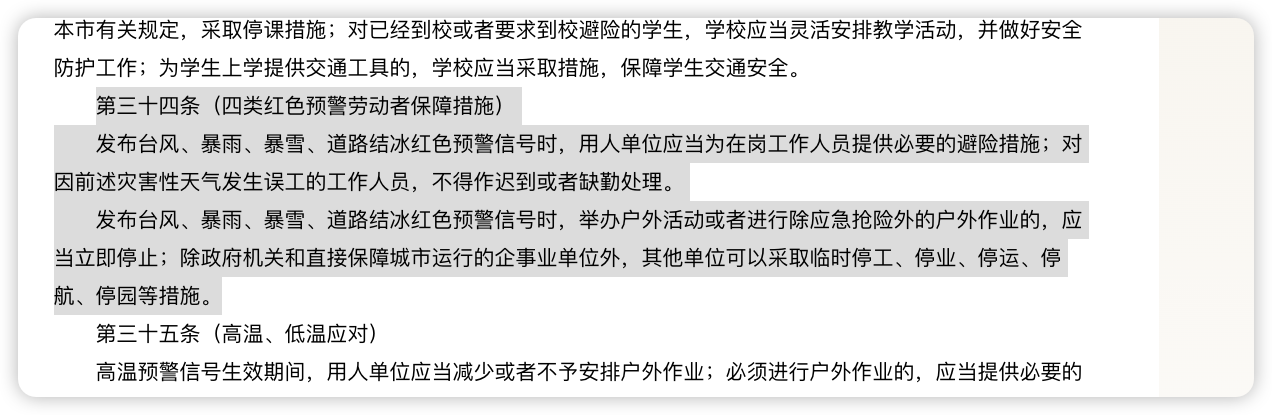 本市有关规定，采取停课措施；对已经到校或者要求到校避险的学生，学校应当灵活安排教学活动，并做好安全
防护工作；为学生上学提供交通工具的，学校应当采取措施，保障学生交通安全。
第三十四条（四类红色预警劳动者保障措施）
发布台风、暴雨、暴雪、道路结冰红色预警信号时，用人单位应当为在岗工作人员提供必要的避险措施；对
因前述灾害性天气发生误工的工作人员，不得作迟到或者缺勤处理。
发布台风、暴雨、暴雪、道路结冰红色预警信号时，举办户外活动或者进行除应急抢险外的户外作业的，应
当立即停止；除政府机关和直接保障城市运行的企事业单位外，其他单位可以采取临时停工、停业、停运、停
航、停园等措施。
第三十五条（高温、低温应对）
高温预警信号生效期间，用人单位应当减少或者不予安排户外作业；必须进行户外作业的，应当提供必要的